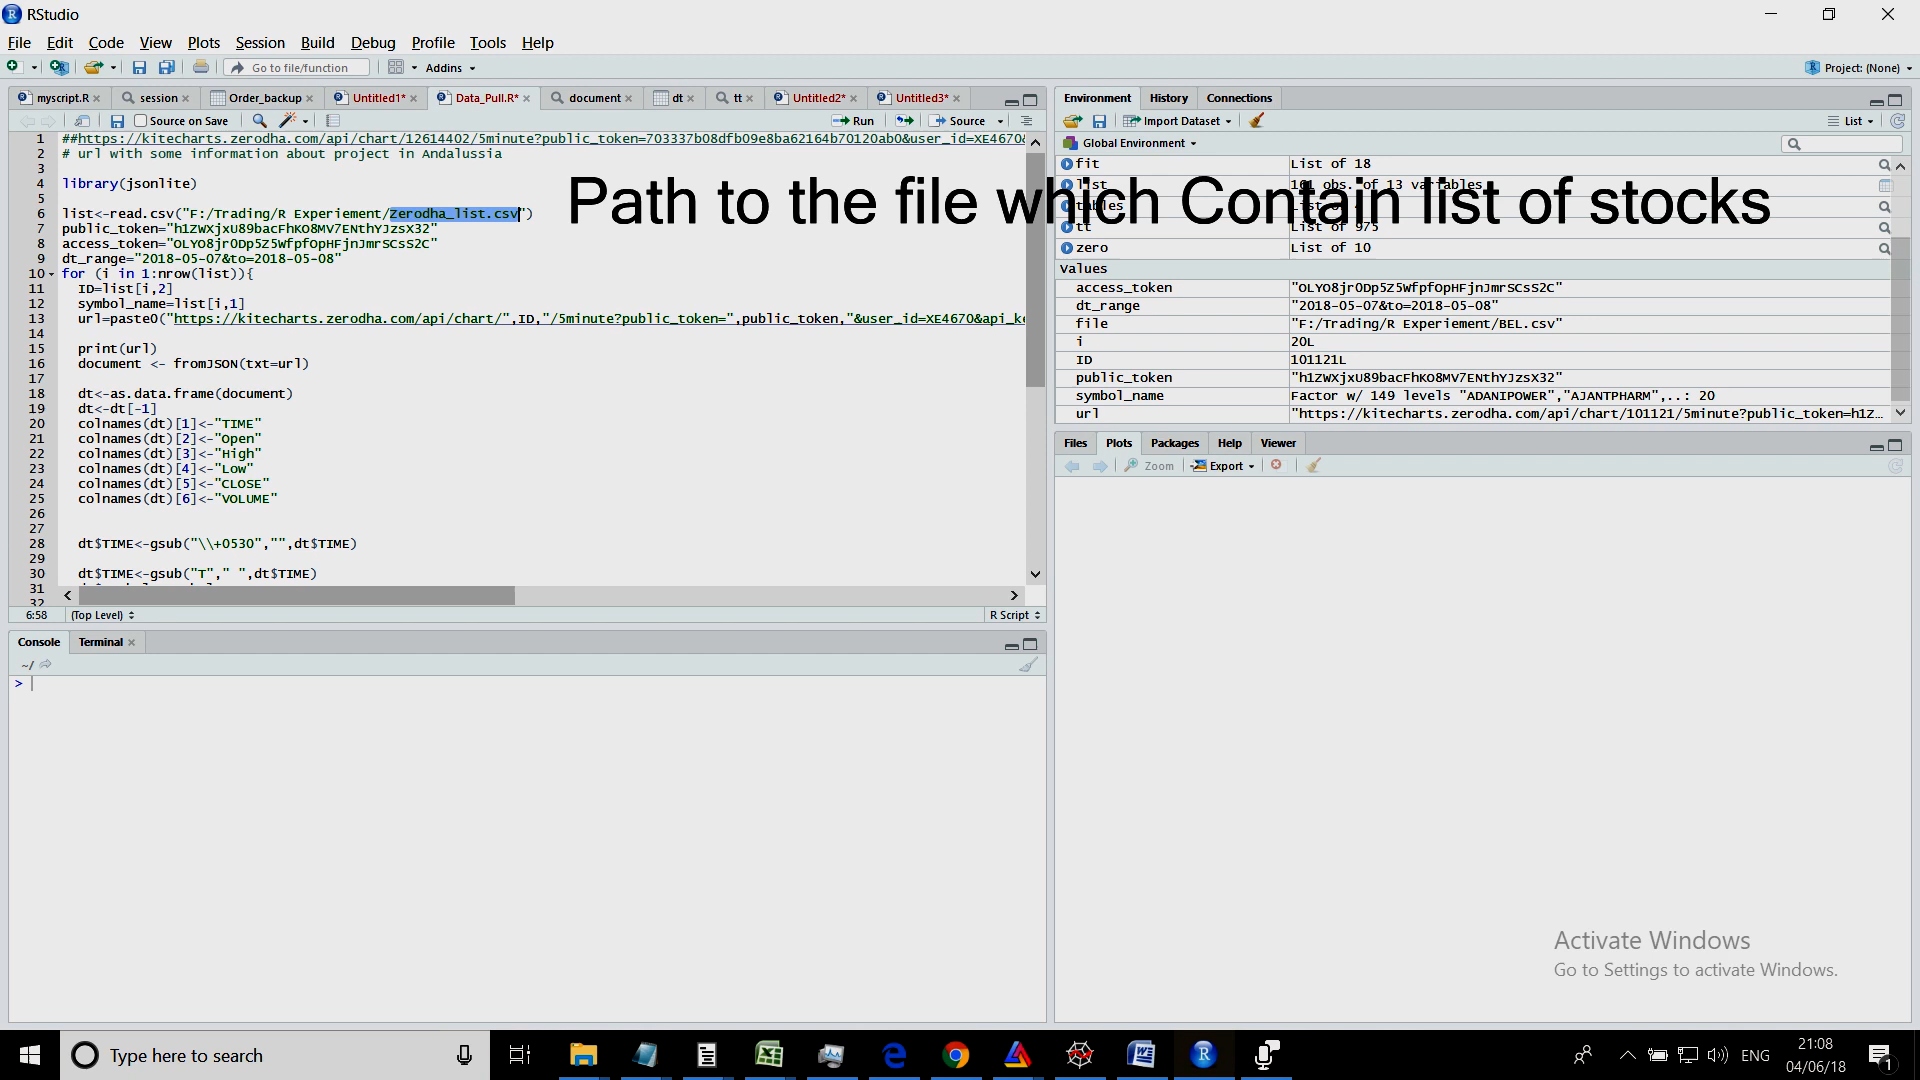 RStudio
File Edit Code View Plots Session Build Debug Profile Tools Help
Go to file/function Addins Project: (None)
myscript.R session Order_backup Untitled1* Data_Pull.R* document dt tt Untitled2* Untitled3*
Source on Save Run Source
1 ##https://kitecharts.zerodha.com/api/chart/12614402/5minute?public_token=703337b08dfb09e8ba62164b70120ab0&user_id=XE4670&
2 # url with some information about project in Andalussia
3
4 library(jsonlite)
5
6 list<-read.csv("F:/Trading/R Experiement/Zerodha_list.csv")
7 public_token="h1ZWXjxU89bacFhKO8MV7ENthYJzsX32"
8 access_token="OLYO8jrODp5Z5WfpfOpHFjnJmrSCsS2C"
9 dt_range="2018-05-07&to=2018-05-08"
10 for (i in 1:nrow(list)){
11 ID=list[i,2]
12 symbol_name=list[i,1]
13 url=paste0("https://kitecharts.zerodha.com/api/chart/",ID,"/5minute?public_token=",public_token,"&user_id=XE4670&api_ke
14
15 print(url)
16 document <- fromJSON(txt=url)
17
18 dt<-as.data.frame(document)
19 dt<-dt[-1]
20 colnames(dt)[1]<-"TIME"
21 colnames(dt)[2]<-"Open"
22 colnames(dt)[3]<-"High"
23 colnames(dt)[4]<-"Low"
24 colnames(dt)[5]<-"CLOSE"
25 colnames(dt)[6]<-"VOLUME"
26
27
28 dt$TIME<-gsub("\\+0530","",dt$TIME)
29
30 dt$TIME<-gsub("T"," ",dt$TIME)
31
32
6:58 (Top Level) R Script
Path to the file which Contain list of stocks
Console Terminal
~/
>
Environment History Connections
Import Dataset List
Global Environment
fit List of 18
list 161 obs. of 13 variables
tables
tt List of 975
zero List of 10
Values
access_token "OLYO8jrODp5Z5WfpfOpHFjnJmrSCsS2C"
dt_range "2018-05-07&to=2018-05-08"
file "F:/Trading/R Experiement/BEL.csv"
i 20L
ID 101121L
public_token "h1ZWXjxU89bacFhKO8MV7ENthYJzsX32"
symbol_name Factor w/ 149 levels "ADANIPOWER","AJANTPHARM",..: 20
url "https://kitecharts.zerodha.com/api/chart/101121/5minute?public_token=h1Z…
Files Plots Packages Help Viewer
Zoom Export
Activate Windows
Go to Settings to activate Windows.
Type here to search
ENG
21:08
04/06/18
1